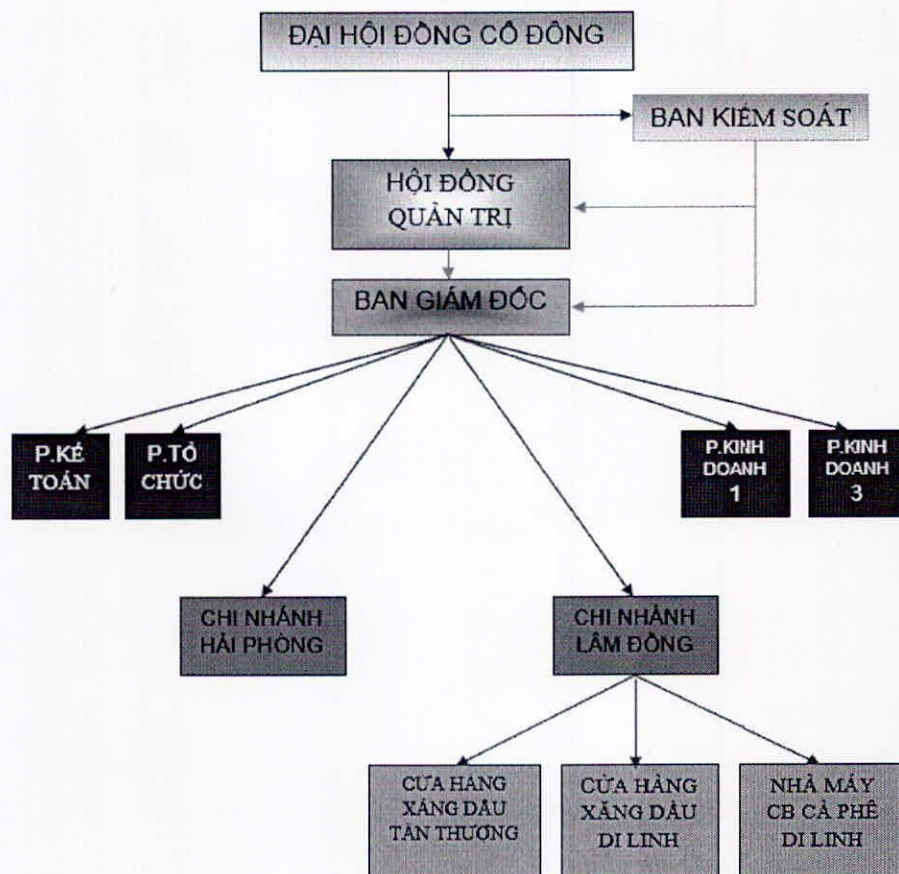 ĐẠI HỘI ĐỒNG CỔ ĐÔNG
BAN KIỂM SOÁT
HỘI ĐỒNG
QUẢN TRỊ
BAN GIÁM ĐỐC
P.KẾ
TOÁN
P.TỔ
CHỨC
P.KINH
DOANH
1
P.KINH
DOANH
3
CHI NHÁNH
HẢI PHÒNG
CHI NHÁNH
LÂM ĐỒNG
CỬA HÀNG
XĂNG DẦU
TÂN THƯỢNG
CỬA HÀNG
XĂNG DẦU
DI LINH
NHÀ MÁY
CB CÀ PHÊ
DI LINH